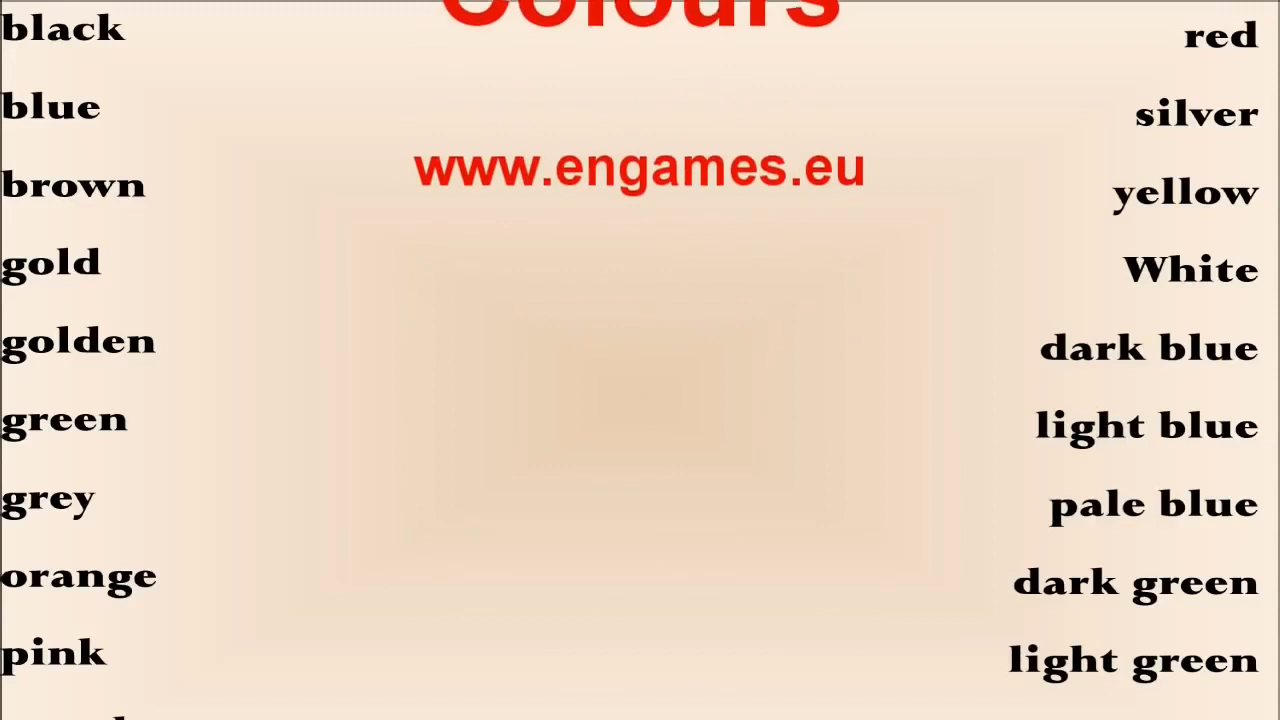 Colours
www.engames.eu
black
blue
brown
gold
golden
green
grey
orange
pink
red
silver
yellow
White
dark blue
light blue
pale blue
dark green
light green